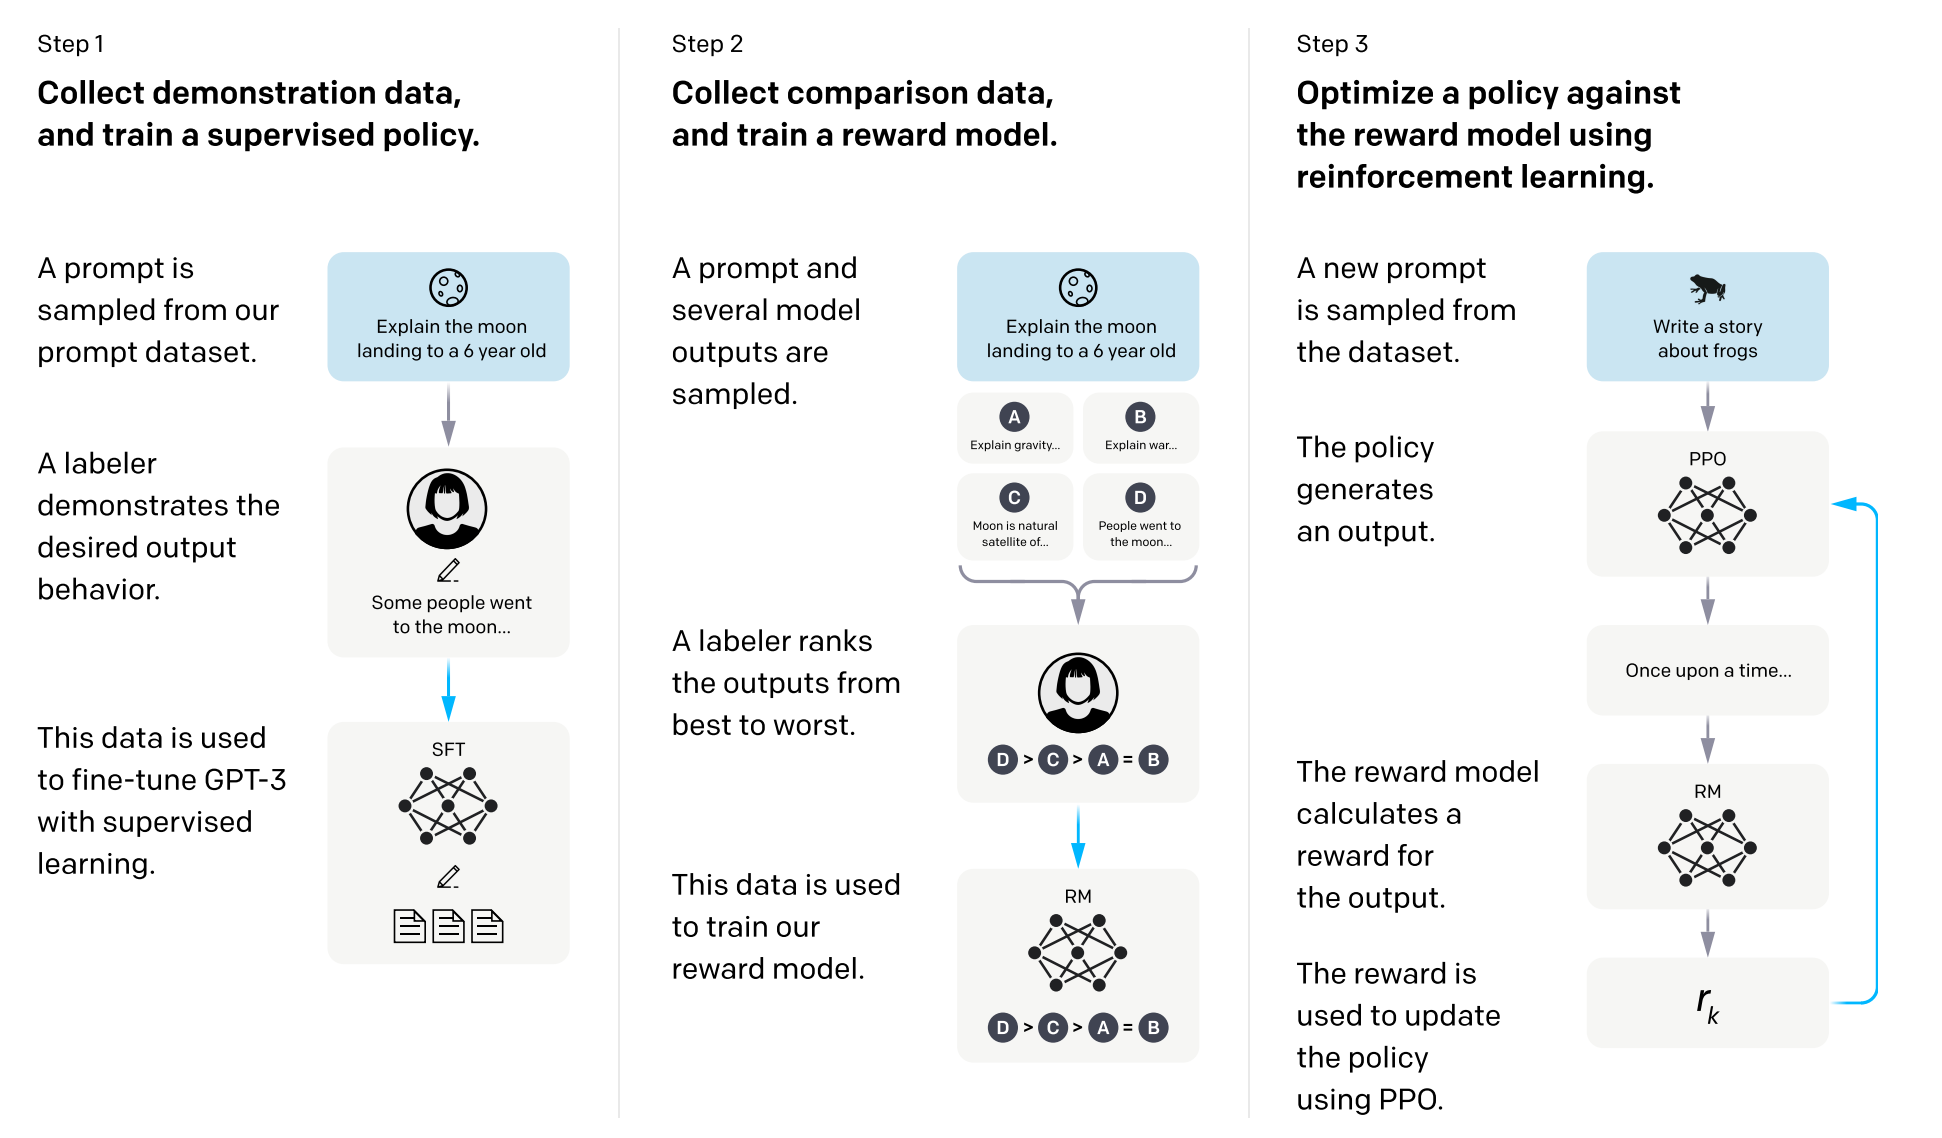 Step 1
Collect demonstration data,
and train a supervised policy.
A prompt is
sampled from our
prompt dataset.
Explain the moon
landing to a 6 year old
A labeler
demonstrates the
desired output
behavior.
Some people went
to the moon...
This data is used
to fine-tune GPT-3
with supervised
learning.
SFT
Step 2
Collect comparison data,
and train a reward model.
A prompt and
several model
outputs are
sampled.
Explain the moon
landing to a 6 year old
A
Explain gravity...
B
Explain war...
C
Moon is natural
satellite of...
D
People went to
the moon...
A labeler ranks
the outputs from
best to worst.
D > C > A = B
This data is used
to train our
reward model.
RM
D > C > A = B
Step 3
Optimize a policy against
the reward model using
reinforcement learning.
A new prompt
is sampled from
the dataset.
Write a story
about frogs
The policy
generates
an output.
PPO
Once upon a time...
The reward model
calculates a
reward for
the output.
RM
The reward is
used to update
the policy
using PPO.
r_k